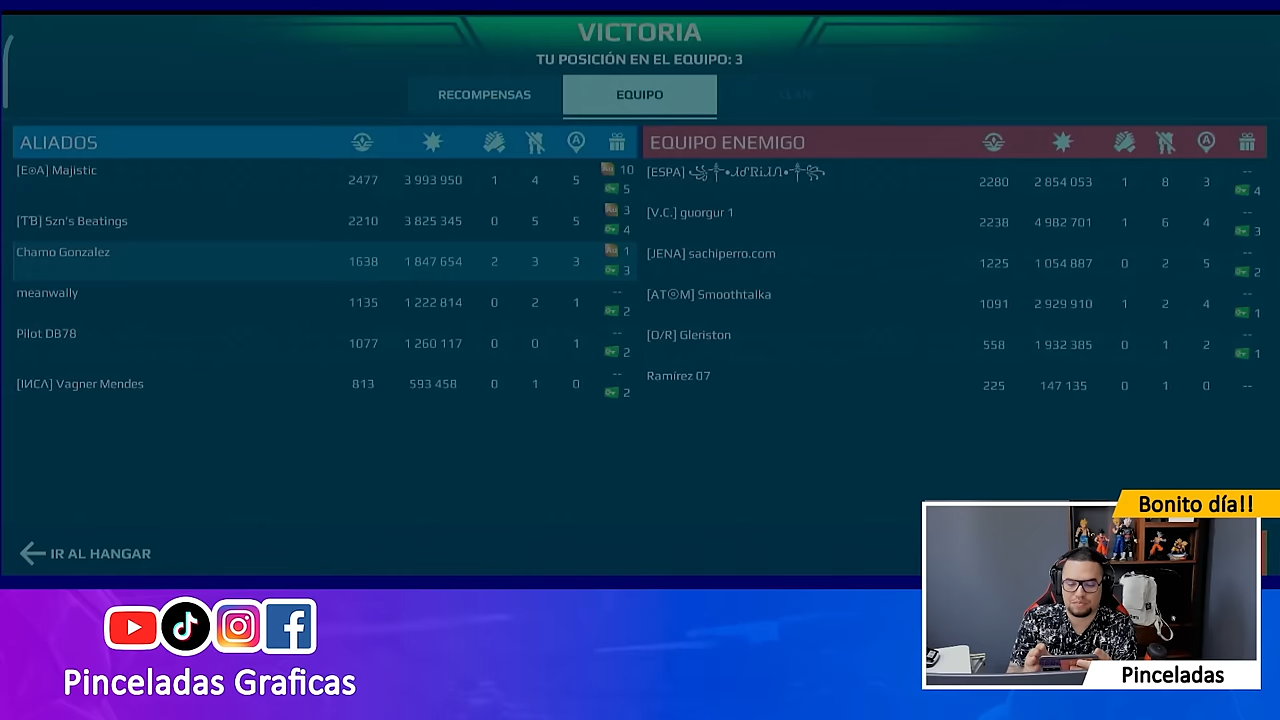 VICTORIA
TU POSICIÓN EN EL EQUIPO: 3
RECOMPENSAS
EQUIPO
CLAN
ALIADOS
[E⊙A] Majistic 2477 3 993 950 1 4 5 10 5
[TB] Szn's Beatings 2210 3 825 345 0 5 5 3 4
Chamo Gonzalez 1638 1 847 654 2 3 3 1 3
meanwally 1135 1 222 814 0 2 1 -- 2
Pilot DB78 1077 1 260 117 0 0 1 -- 2
[IИCΛ] Vagner Mendes 813 593 458 0 1 0 -- 2
EQUIPO ENEMIGO
[ESPA] 2280 2 854 053 1 8 3 -- 4
[V.C.] guorgur 1 2238 4 982 701 1 6 4 -- 3
[JENA] sachiperro.com 1225 1 054 887 0 2 5 -- 2
[AT⊙M] Smoothtalka 1091 2 929 910 1 2 4 -- 1
[O/R] Gleriston 558 1 932 385 0 1 2 -- 1
Ramírez 07 225 147 135 0 1 0 --
IR AL HANGAR
Bonito día!!
Pinceladas
Pinceladas Graficas